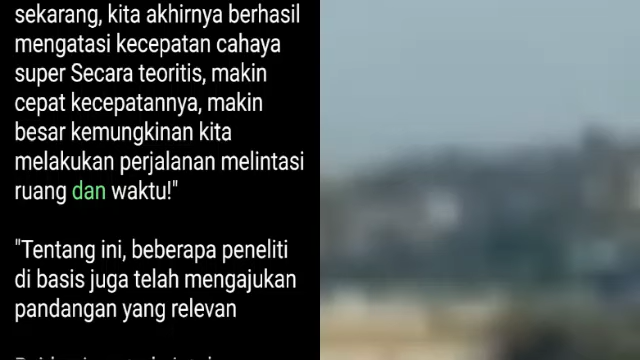 sekarang, kita akhirnya berhasil
mengatasi kecepatan cahaya
super Secara teoritis, makin
cepat kecepatannya, makin
besar kemungkinan kita
melakukan perjalanan melintasi
ruang dan waktu!"
"Tentang ini, beberapa peneliti
di basis juga telah mengajukan
pandangan yang relevan